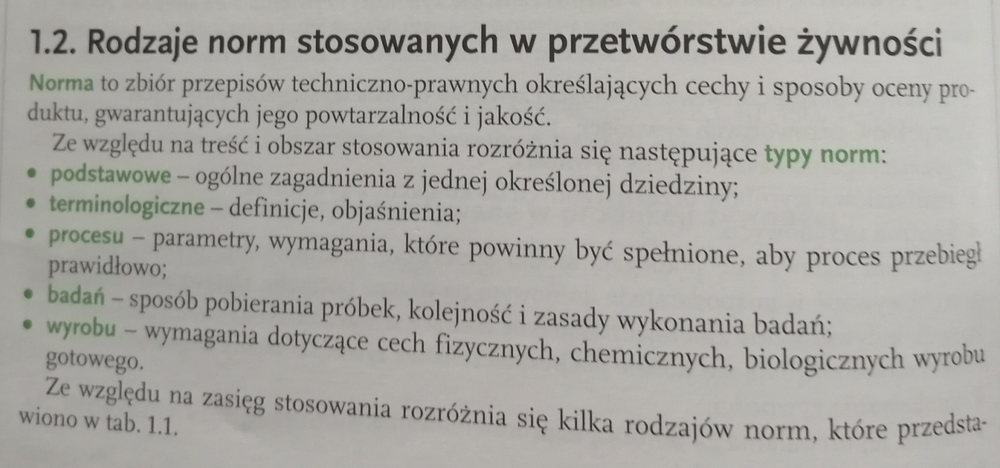 1.2. Rodzaje norm stosowanych w przetwórstwie żywności
Norma to zbiór przepisów techniczno-prawnych określających cechy i sposoby oceny pro-
duktu, gwarantujących jego powtarzalność i jakość.
Ze względu na treść i obszar stosowania rozróżnia się następujące typy norm:
• podstawowe – ogólne zagadnienia z jednej określonej dziedziny;
• terminologiczne – definicje, objaśnienia;
• procesu – parametry, wymagania, które powinny być spełnione, aby proces przebiegł
prawidłowo;
• badań – sposób pobierania próbek, kolejność i zasady wykonania badań;
• wyrobu – wymagania dotyczące cech fizycznych, chemicznych, biologicznych wyrobu
gotowego.
Ze względu na zasięg stosowania rozróżnia się kilka rodzajów norm, które przedsta-
wiono w tab. 1.1.